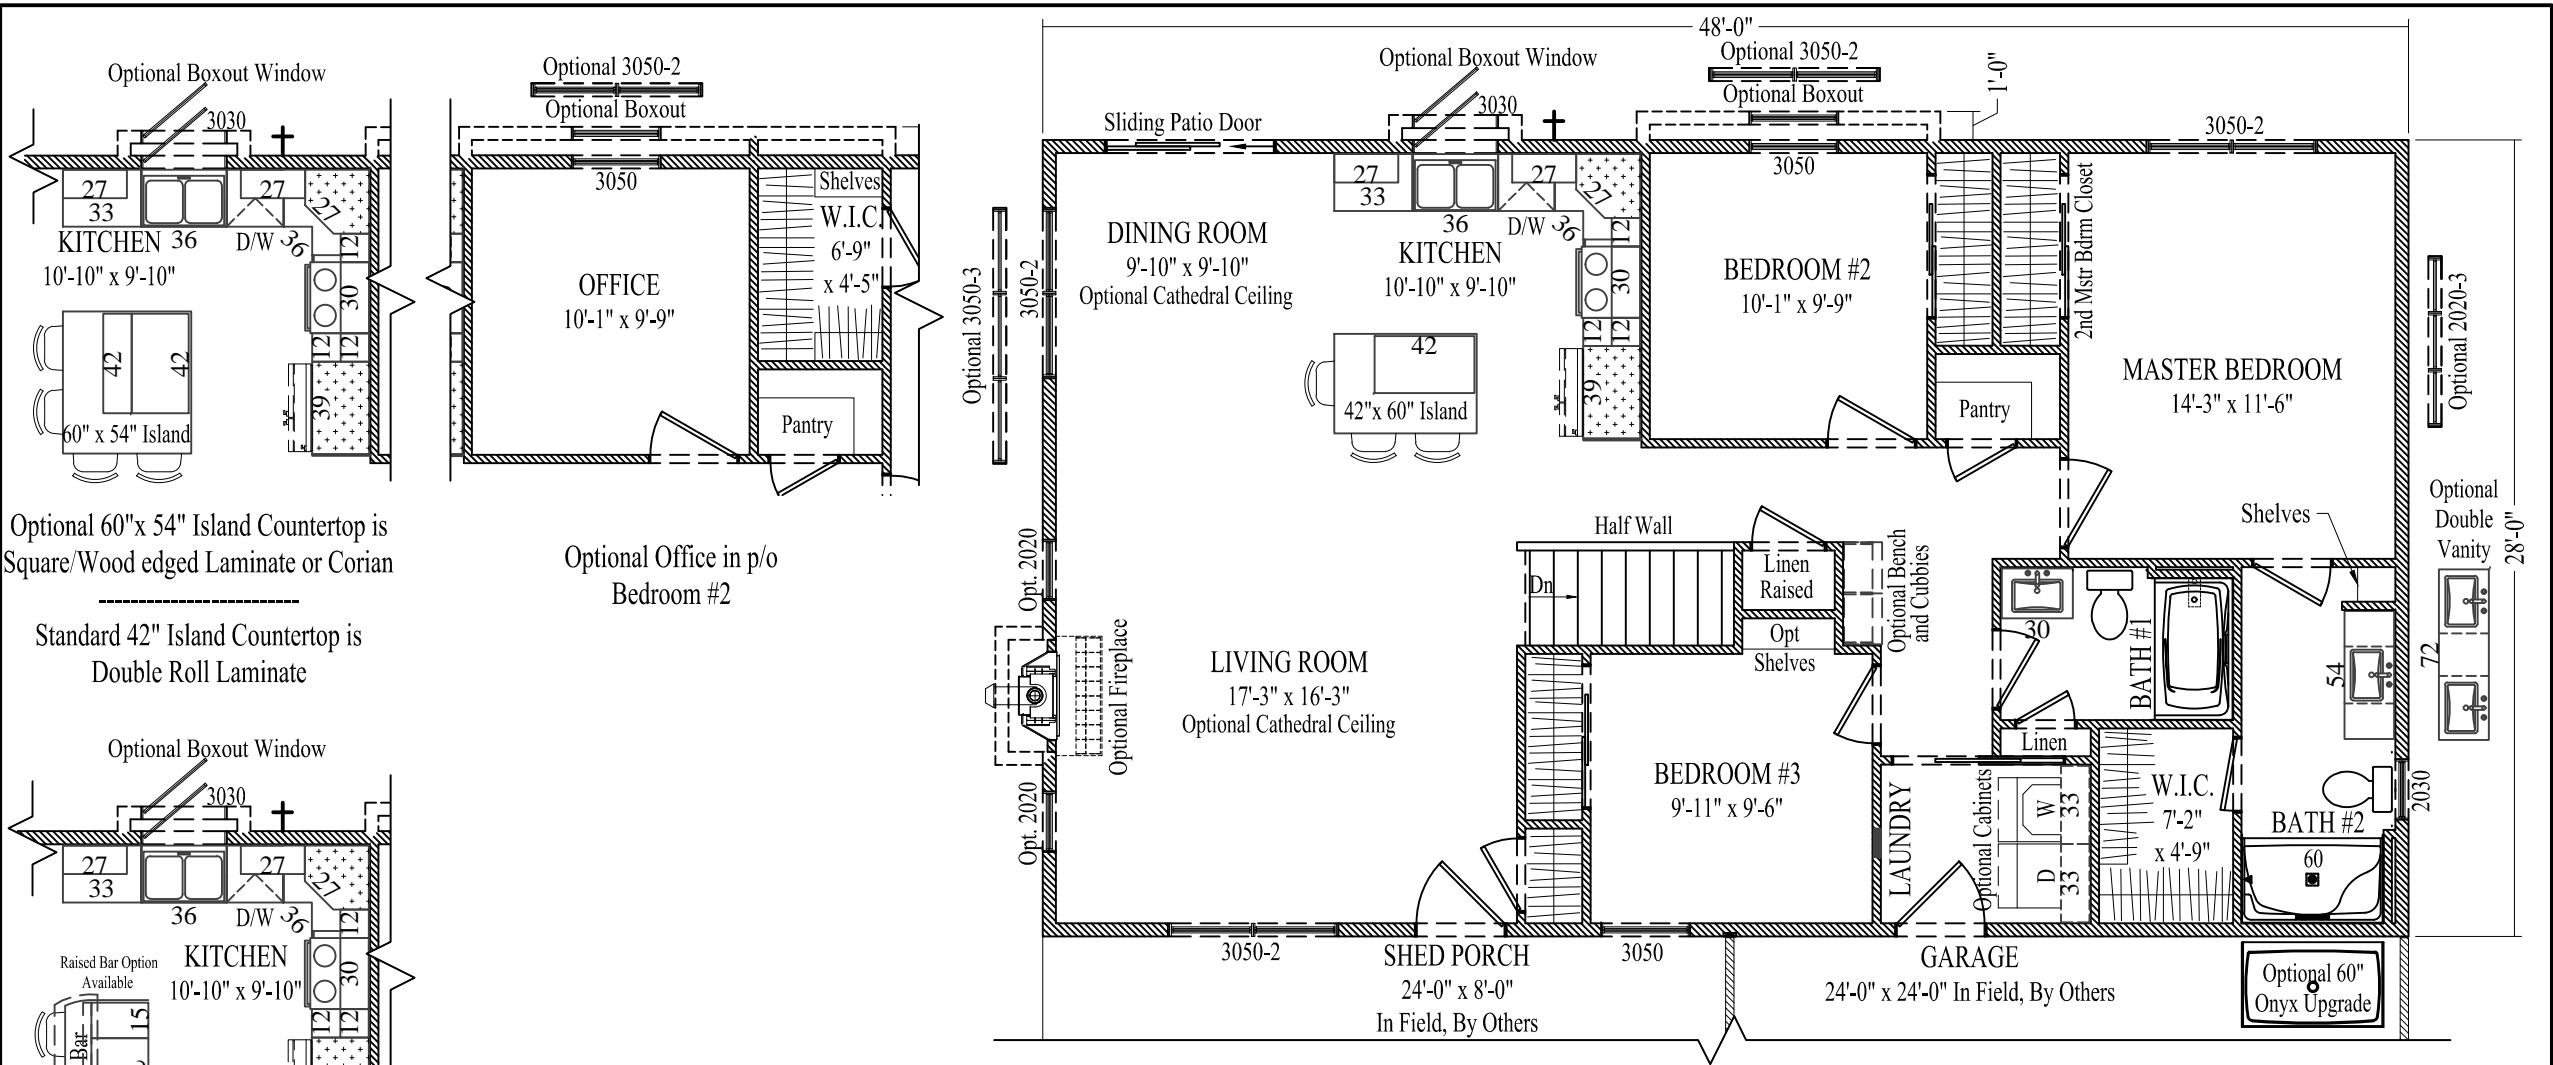 Optional Boxout Window
3030
27
33
36
27
D/W
36
27
12
KITCHEN
10'-10" x 9'-10"
30
12
12
42
42
39
60" x 54" Island
Optional 60"x 54" Island Countertop is
Square/Wood edged Laminate or Corian
-------------------------
Standard 42" Island Countertop is
Double Roll Laminate
Optional Boxout Window
3030
27
33
36
27
D/W
36
27
12
KITCHEN
10'-10" x 9'-10"
30
12
12
Raised Bar Option
Available
15
Bar
Optional 3050-2
Optional Boxout
3050
Shelves
W.I.C.
6'-9"
x 4'-5"
OFFICE
10'-1" x 9'-9"
Pantry
Optional Office in p/o
Bedroom #2
48'-0"
Optional Boxout Window
3030
Optional 3050-2
Optional Boxout
1'-0"
Sliding Patio Door
3050
3050-2
Optional 3050-3
3050-2
DINING ROOM
9'-10" x 9'-10"
Optional Cathedral Ceiling
27
33
36
27
D/W
36
27
12
KITCHEN
10'-10" x 9'-10"
30
12
12
39
42
42"x 60" Island
BEDROOM #2
10'-1" x 9'-9"
2nd Mstr Bdrm Closet
Pantry
MASTER BEDROOM
14'-3" x 11'-6"
Optional 2020-3
28'-0"
Optional
Double
Vanity
72
Shelves
Half Wall
Dn
Linen
Raised
Optional Bench
and Cubbies
Opt
Shelves
Opt. 2020
Optional Fireplace
Opt. 2020
LIVING ROOM
17'-3" x 16'-3"
Optional Cathedral Ceiling
30
BATH #1
54
Linen
BEDROOM #3
9'-11" x 9'-6"
LAUNDRY
Optional Cabinets
W
33
D
33
W.I.C.
7'-2"
x 4'-9"
BATH #2
60
2030
3050-2
SHED PORCH
24'-0" x 8'-0"
In Field, By Others
3050
GARAGE
24'-0" x 24'-0" In Field, By Others
Optional 60"
Onyx Upgrade